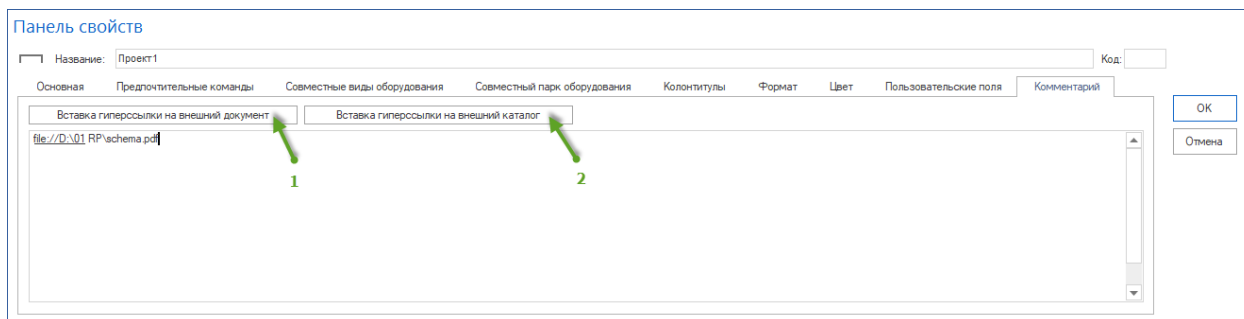 Панель свойств
Название: Проект1 Код:
Основная Предпочтительные команды Совместные виды оборудования Совместный парк оборудования Колонтитулы Формат Цвет Пользовательские поля Комментарий
Вставка гиперссылки на внешний документ Вставка гиперссылки на внешний каталог OK
file://D:\01 RP\schema.pdf Отмена
1 2